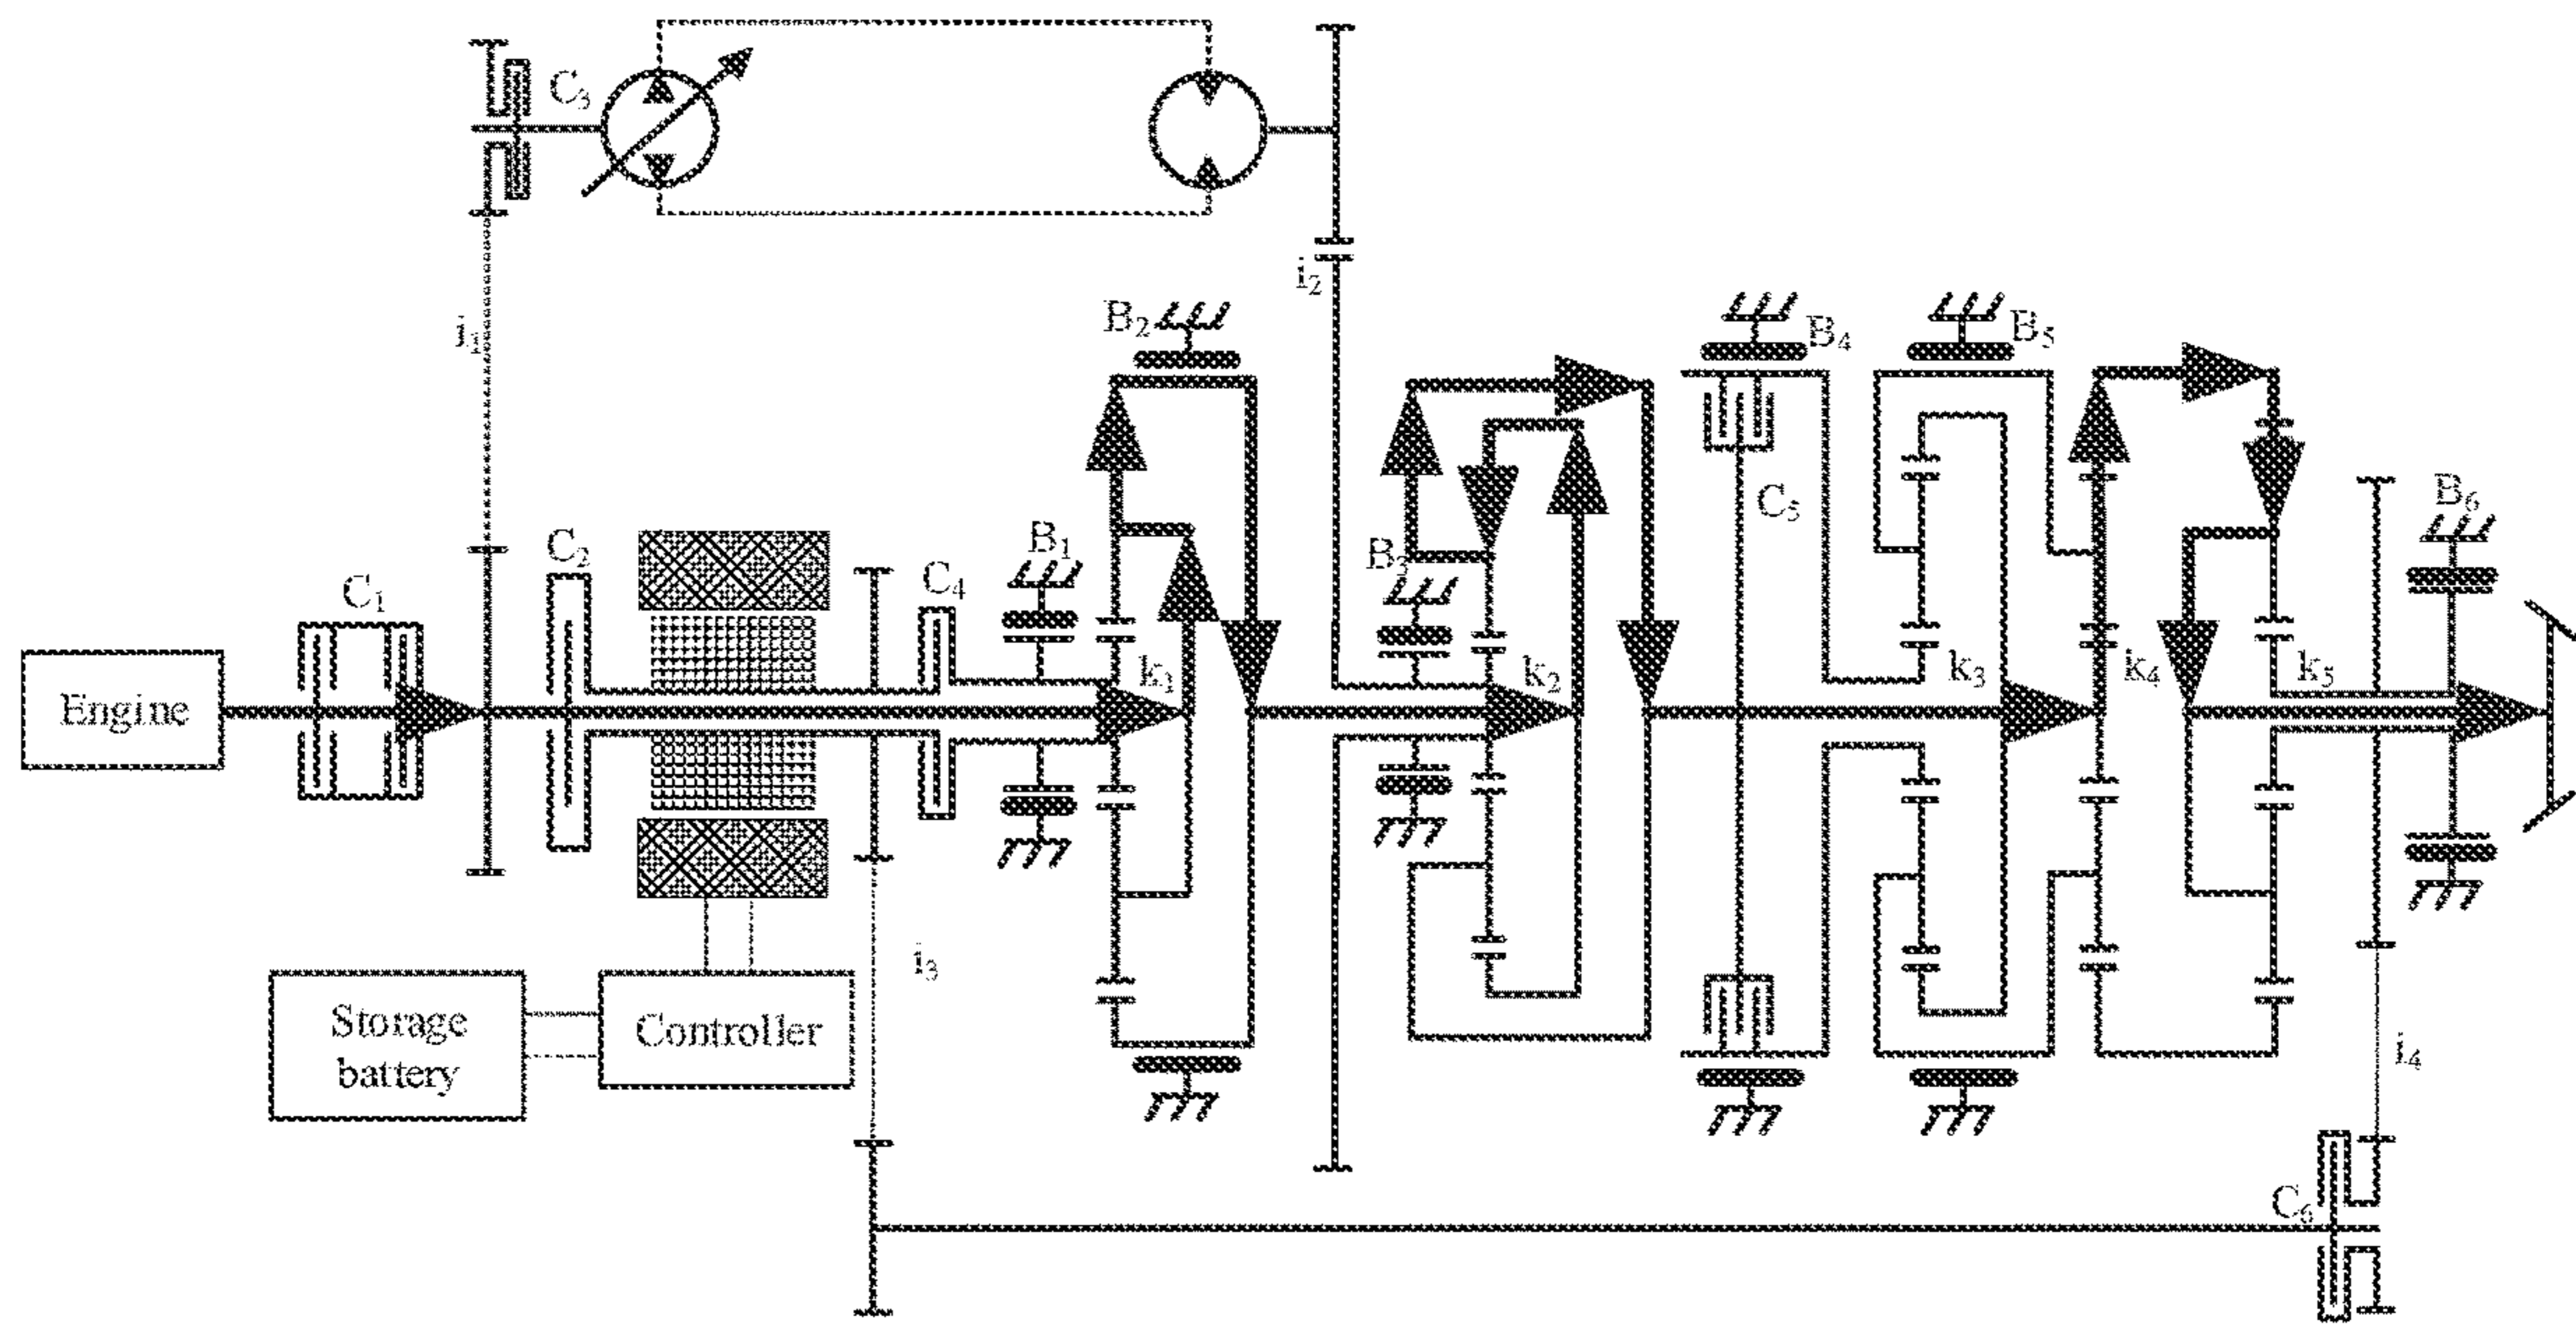 C₃
i₂
i₁
B₂
B₄
B₅
C₅
B₆
C₂
B₁
B₃
C₁
C₄
k₁
k₂
k₃
k₄
k₅
Engine
i₃
Storage
battery
Controller
i₄
C₆